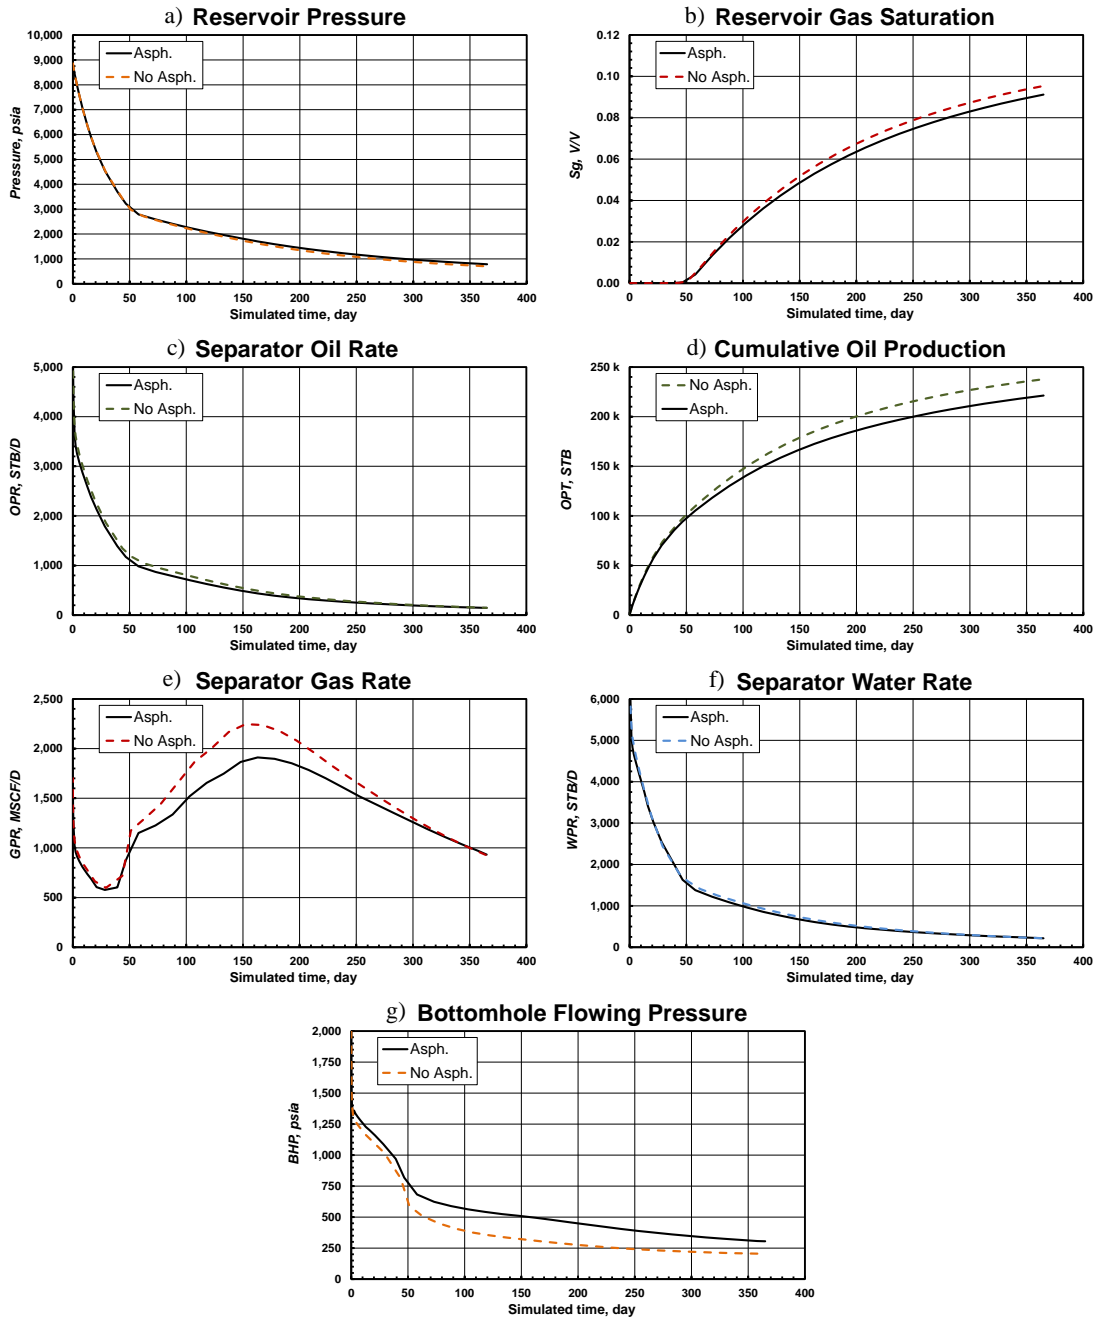 a) Reservoir Pressure
10,000
9,000
8,000
7,000
6,000
5,000
4,000
3,000
2,000
1,000
0
Pressure, psia
Asph.
No Asph.
0 50 100 150 200 250 300 350 400
Simulated time, day
b) Reservoir Gas Saturation
0.12
0.10
0.08
0.06
0.04
0.02
0.00
Sg, V/V
Asph.
No Asph.
0 50 100 150 200 250 300 350 400
Simulated time, day
c) Separator Oil Rate
5,000
4,000
3,000
2,000
1,000
0
OPR, STB/D
Asph.
No Asph.
0 50 100 150 200 250 300 350 400
Simulated time, day
d) Cumulative Oil Production
250 k
200 k
150 k
100 k
50 k
0
OPT, STB
No Asph.
Asph.
0 50 100 150 200 250 300 350 400
Simulated time, day
e) Separator Gas Rate
2,500
2,000
1,500
1,000
500
0
GPR, MSCF/D
Asph.
No Asph.
0 50 100 150 200 250 300 350 400
Simulated time, day
f) Separator Water Rate
6,000
5,000
4,000
3,000
2,000
1,000
0
WPR, STB/D
Asph.
No Asph.
0 50 100 150 200 250 300 350 400
Simulated time, day
g) Bottomhole Flowing Pressure
2,000
1,750
1,500
1,250
1,000
750
500
250
0
BHP, psia
Asph.
No Asph.
0 50 100 150 200 250 300 350 400
Simulated time, day